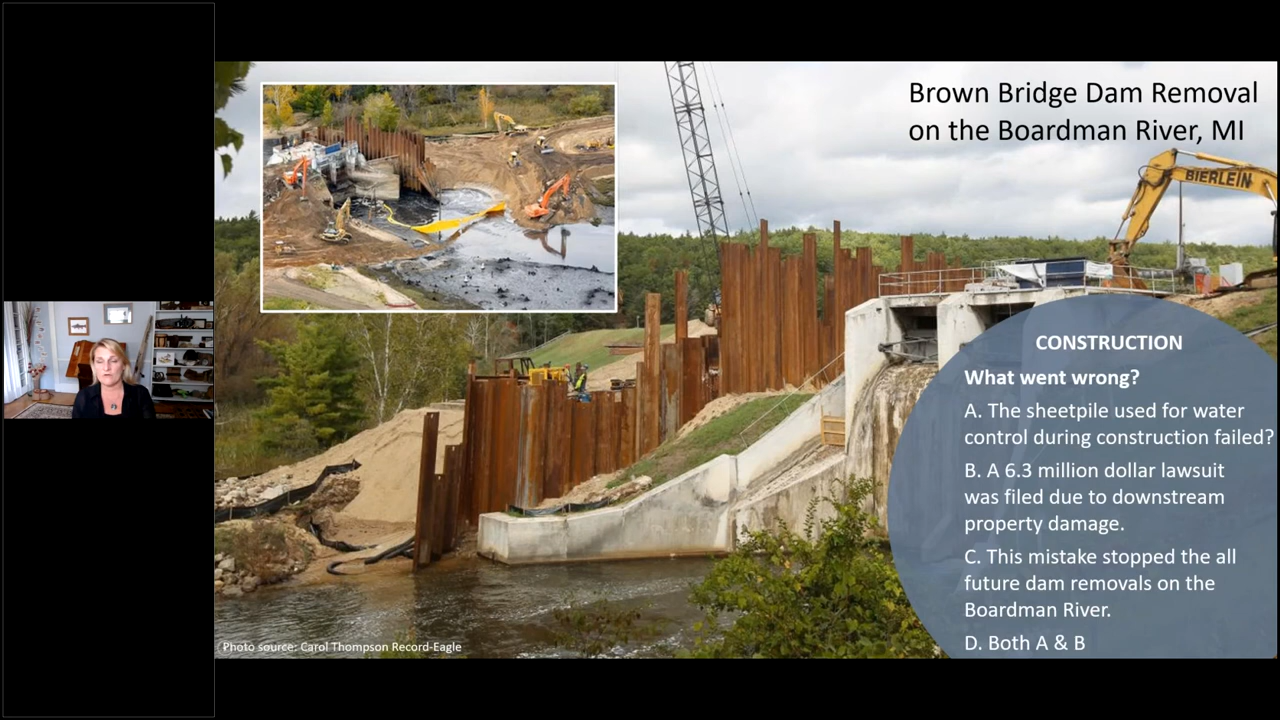 Brown Bridge Dam Removal
on the Boardman River, MI
BIERLEIN
CONSTRUCTION
What went wrong?
A. The sheetpile used for water
control during construction failed?
B. A 6.3 million dollar lawsuit
was filed due to downstream
property damage.
C. This mistake stopped the all
future dam removals on the
Boardman River.
D. Both A & B
Photo source: Carol Thompson Record-Eagle